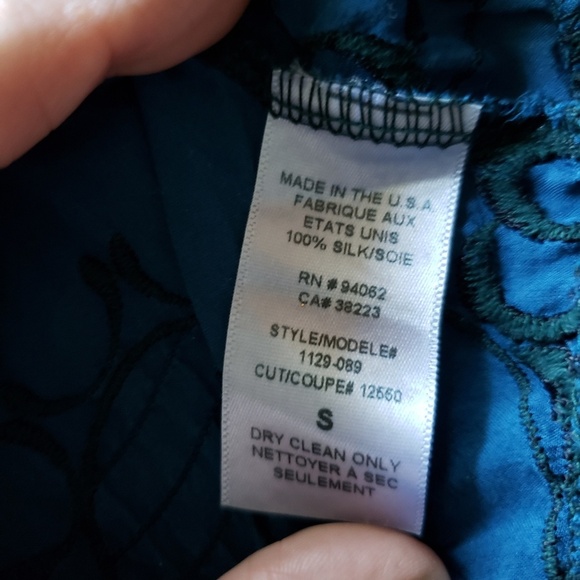 MADE IN THE U.S.A.
FABRIQUE AUX
ETATS UNIS
100% SILK/SOIE
RN # 94062
CA# 38223
STYLE/MODELE#
1129-089
CUT/COUPE# 12550
S
DRY CLEAN ONLY
NETTOYER A SEC
SEULEMENT